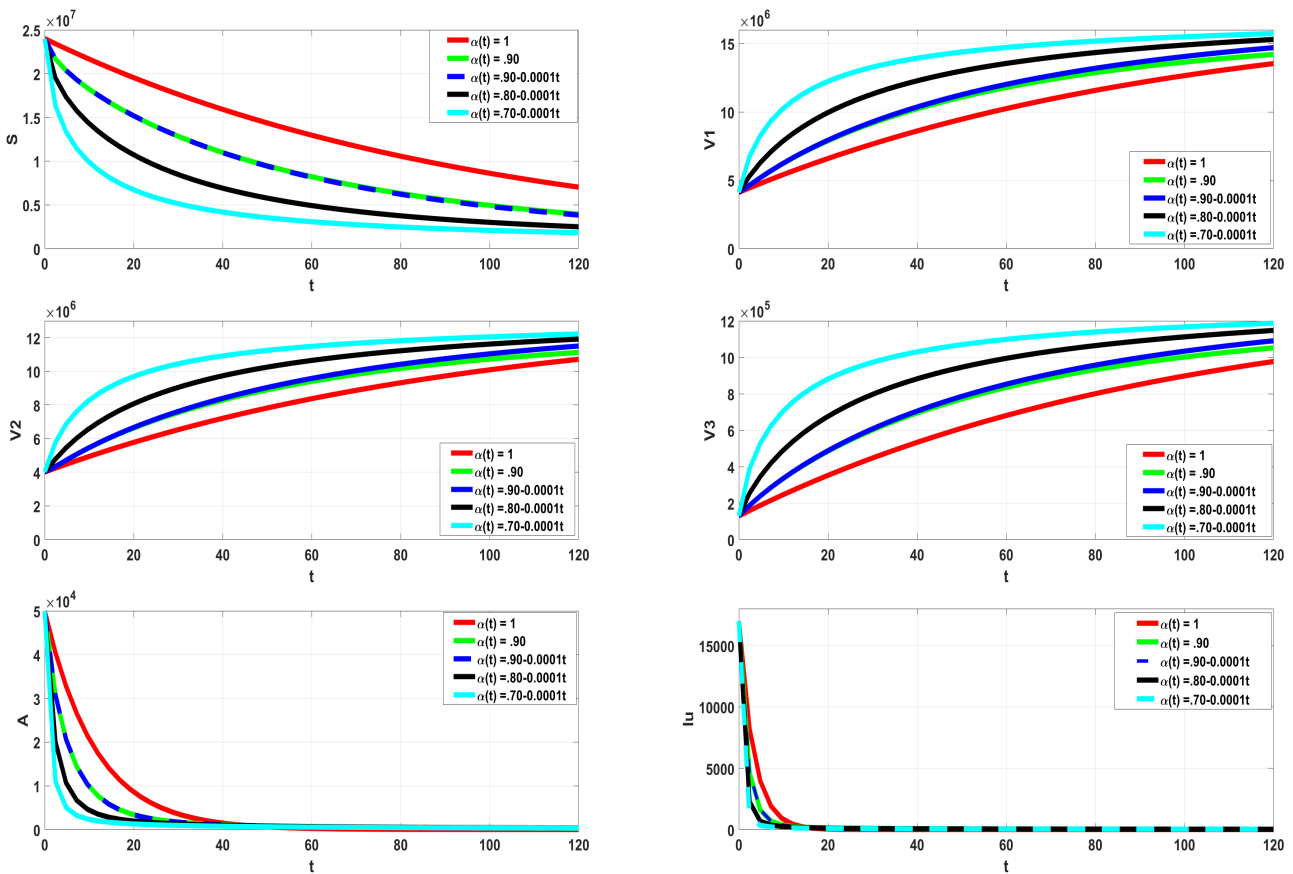 ×10^7
2.5
2
1.5
1
0.5
0
S
0 20 40 60 80 100 120
t
α(t) = 1
α(t) = .90
α(t) =.90-0.0001t
α(t) =.80-0.0001t
α(t) =.70-0.0001t
×10^6
15
10
5
0
V1
0 20 40 60 80 100 120
t
α(t) = 1
α(t) = .90
α(t) =.90-0.0001t
α(t) =.80-0.0001t
α(t) =.70-0.0001t
×10^6
12
10
8
6
4
2
0
V2
0 20 40 60 80 100 120
t
α(t) = 1
α(t) = .90
α(t) =.90-0.0001t
α(t) =.80-0.0001t
α(t) =.70-0.0001t
×10^5
12
10
8
6
4
2
0
V3
0 20 40 60 80 100 120
t
α(t) = 1
α(t) = .90
α(t) =.90-0.0001t
α(t) =.80-0.0001t
α(t) =.70-0.0001t
×10^4
5
4
3
2
1
0
A
0 20 40 60 80 100 120
t
α(t) = 1
α(t) = .90
α(t) =.90-0.0001t
α(t) =.80-0.0001t
α(t) =.70-0.0001t
15000
10000
5000
0
Iu
0 20 40 60 80 100 120
t
α(t) = 1
α(t) = .90
α(t) =.90-0.0001t
α(t) =.80-0.0001t
α(t) =.70-0.0001t